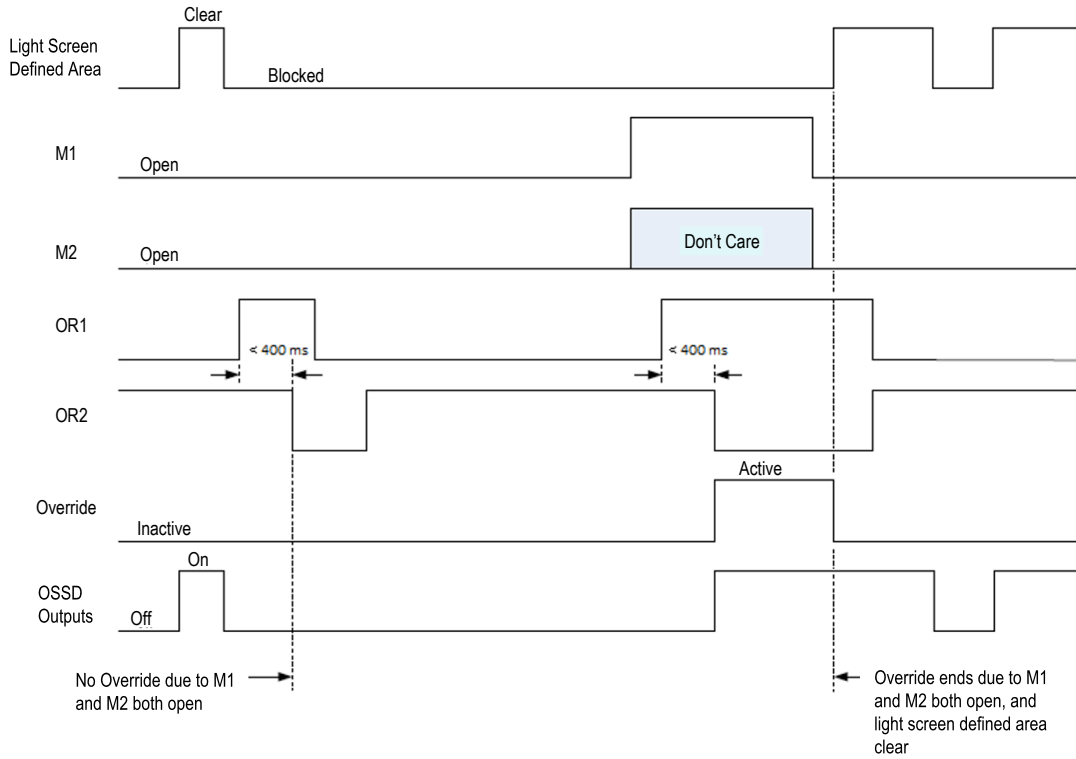 Clear
Light Screen
Defined Area
Blocked
M1
Open
M2
Open
Don't Care
OR1
< 400 ms
< 400 ms
OR2
Active
Override
Inactive
On
OSSD
Outputs
Off
No Override due to M1
and M2 both open
Override ends due to M1
and M2 both open, and
light screen defined area
clear